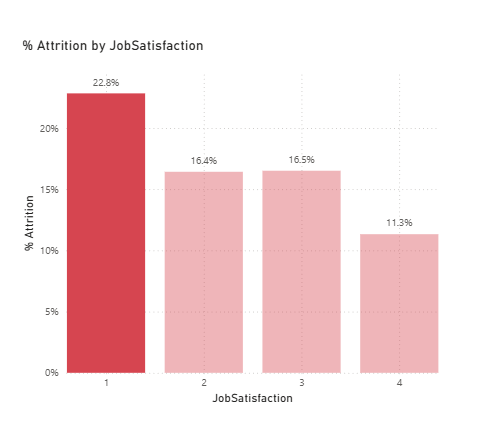 % Attrition by JobSatisfaction
22.8%
16.4%
16.5%
11.3%
20%
15%
10%
5%
0%
% Attrition
1 2 3 4
JobSatisfaction